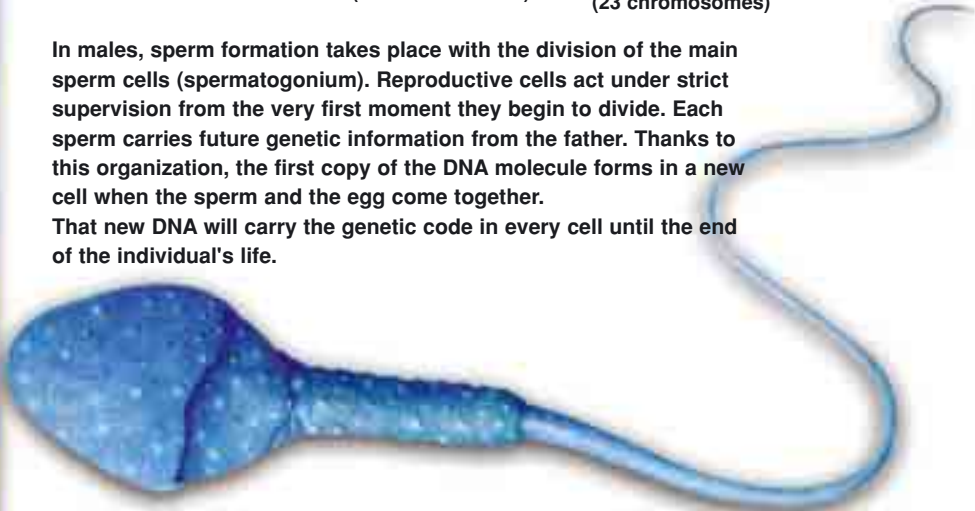 (23 chromosomes)
In males, sperm formation takes place with the division of the main
sperm cells (spermatogonium). Reproductive cells act under strict
supervision from the very first moment they begin to divide. Each
sperm carries future genetic information from the father. Thanks to
this organization, the first copy of the DNA molecule forms in a new
cell when the sperm and the egg come together.
That new DNA will carry the genetic code in every cell until the end
of the individual's life.